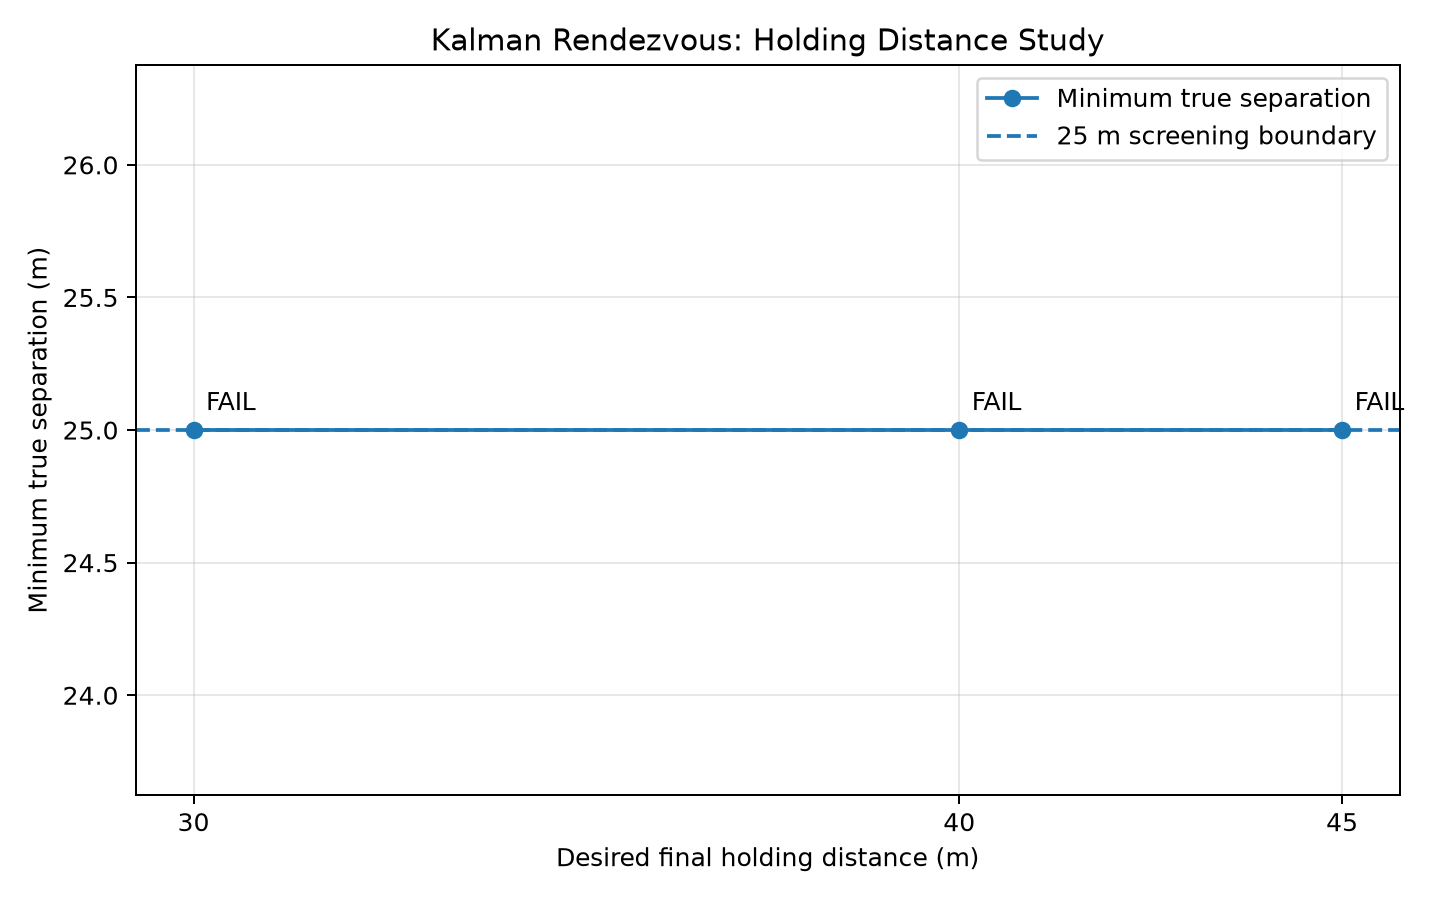 Kalman Rendezvous: Holding Distance Study
Minimum true separation
25 m screening boundary
Minimum true separation (m)
26.0
25.5
25.0
24.5
24.0
FAIL
FAIL
FAIL
30
40
45
Desired final holding distance (m)